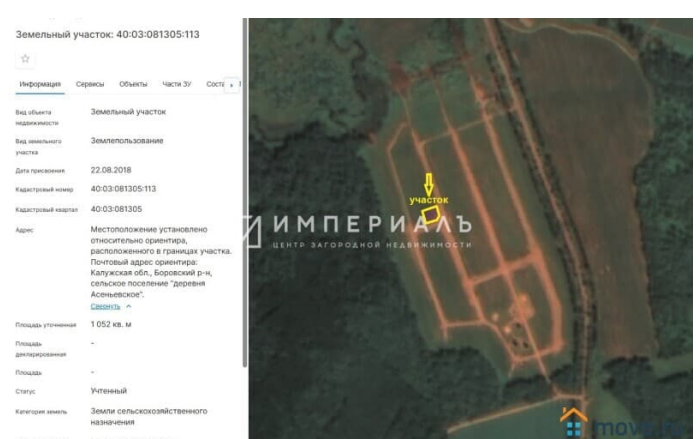 Земельный участок: 40:03:081305:113
Информация Сервисы Объекты Части ЗУ Соста
Вид объекта недвижимости
Земельный участок
Вид земельного участка
Землепользование
Дата присвоения
22.08.2018
Кадастровый номер
40:03:081305:113
Кадастровый квартал
40:03:081305
Адрес
Местоположение установлено
относительно ориентира,
расположенного в границах участка.
Почтовый адрес ориентира:
Калужская обл., Боровский р-н,
сельское поселение "деревня
Асеньевское".
Свернуть
Площадь уточненная
1 052 кв. м
Площадь декларированная
-
Площадь
-
Статус
Учтенный
Категория земель
Земли сельскохозяйственного
назначения
участок
ИМПЕРИАЛЪ
ЦЕНТР ЗАГОРОДНОЙ НЕДВИЖИМОСТИ
move.ru